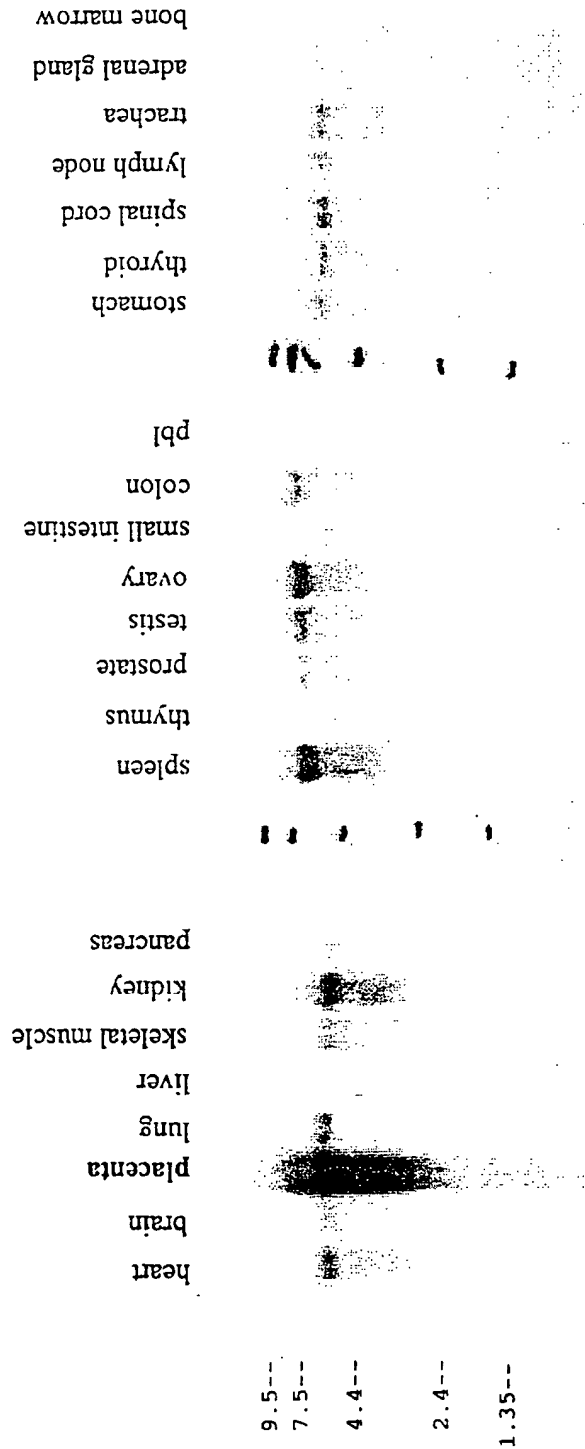 bone marrow
adrenal gland
trachea
lymph node
spinal cord
thyroid
stomach
pbl
colon
small intestine
ovary
testis
prostate
thymus
spleen
pancreas
kidney
skeletal muscle
liver
lung
placenta
brain
heart
9.5--
7.5--
4.4--
2.4--
1.35--